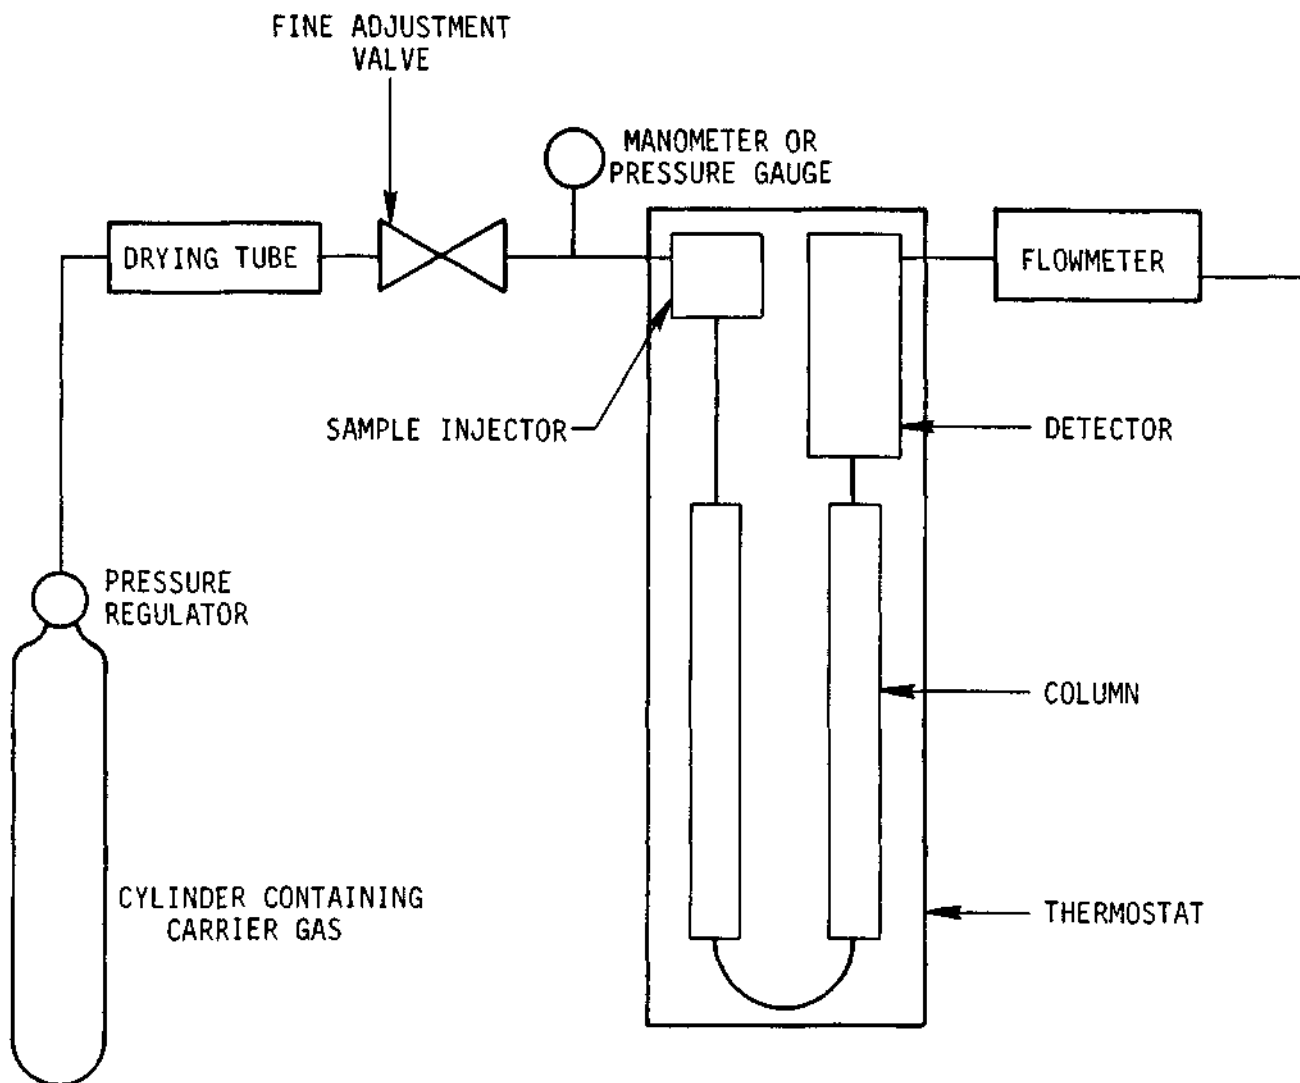 FINE ADJUSTMENT
VALVE
MANOMETER OR
PRESSURE GAUGE
DRYING TUBE
FLOWMETER
SAMPLE INJECTOR
DETECTOR
PRESSURE
REGULATOR
COLUMN
CYLINDER CONTAINING
CARRIER GAS
THERMOSTAT